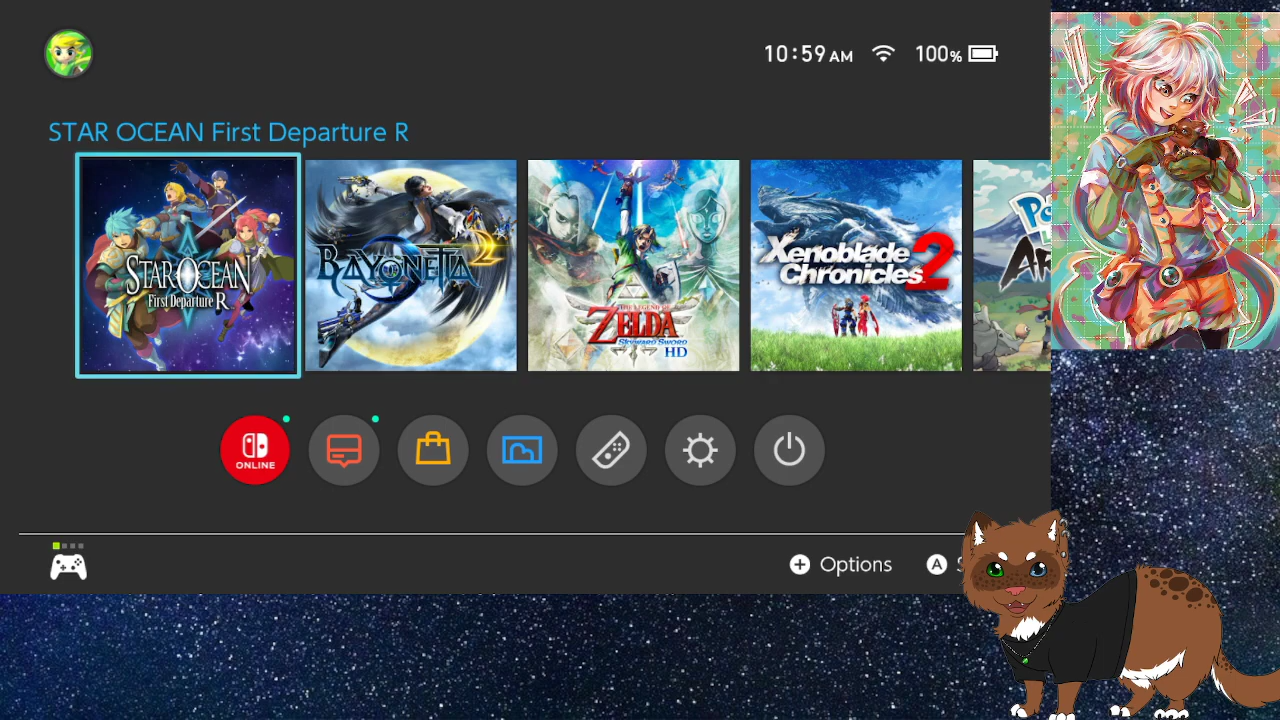 10:59 AM 100%
STAR OCEAN First Departure R
STAR OCEAN
First Departure R
BAYONETTA 2
THE LEGEND OF
ZELDA
Skyward Sword
HD
Xenoblade
Chronicles 2
ONLINE
Options
A